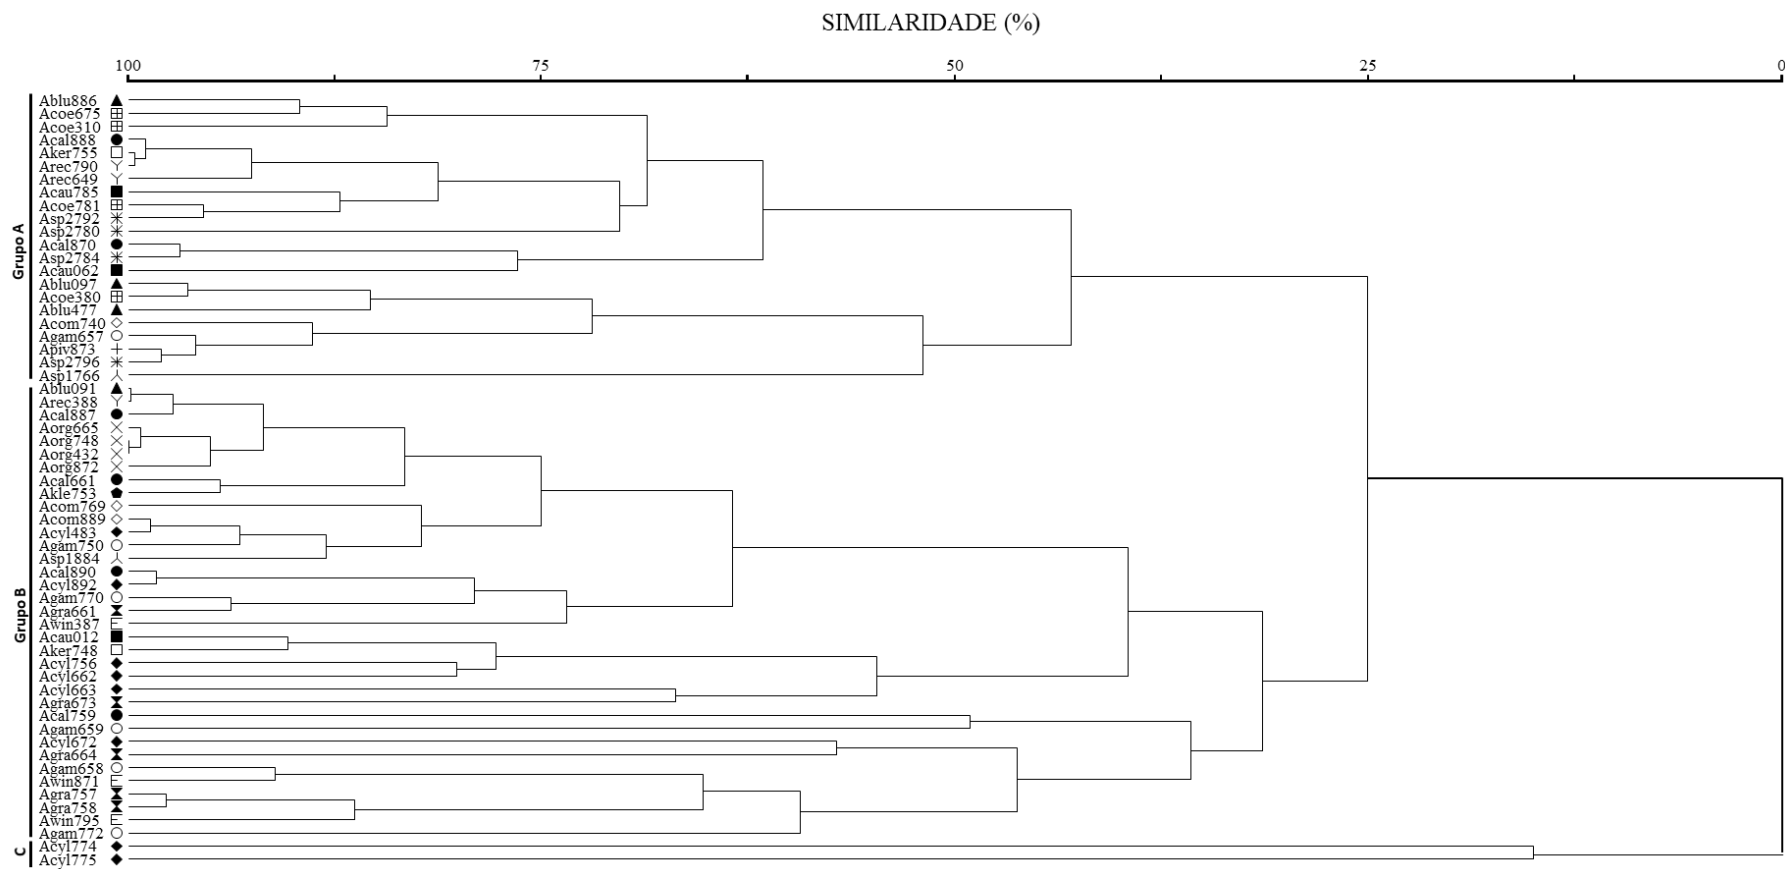 SIMILARIDADE (%)
100 75 50 25 0
Grupo A
Ablu886
Acoe675
Acoe310
Acal888
Aker755
Arec790
Arec649
Acau785
Acoe781
Asp2792
Asp2780
Acal870
Asp2784
Acau062
Ablu097
Acoe380
Ablu477
Acom740
Agam657
Apiv873
Asp2796
Asp1766
Grupo B
Ablu091
Arec388
Acal887
Aorg665
Aorg748
Aorg432
Aorg872
Acal661
Akle753
Acom769
Acom889
Acyl483
Agam750
Asp1884
Acal890
Acyl892
Agam770
Agra661
Awin387
Acau012
Aker748
Acyl756
Acyl662
Acyl663
Agra673
Acal759
Agam659
Acyl672
Agra664
Agam658
Awin871
Agra757
Agra758
Awin795
Agam772
C
Acyl774
Acyl775